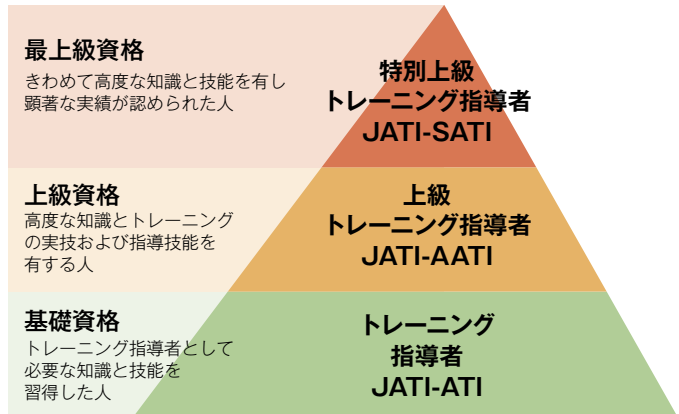 最上級資格
きわめて高度な知識と技能を有し
顕著な実績が認められた人
特別上級
トレーニング指導者
JATI-SATI
上級資格
高度な知識とトレーニング
の実技および指導技能を
有する人
上級
トレーニング指導者
JATI-AATI
基礎資格
トレーニング指導者として
必要な知識と技能を
習得した人
トレーニング
指導者
JATI-ATI